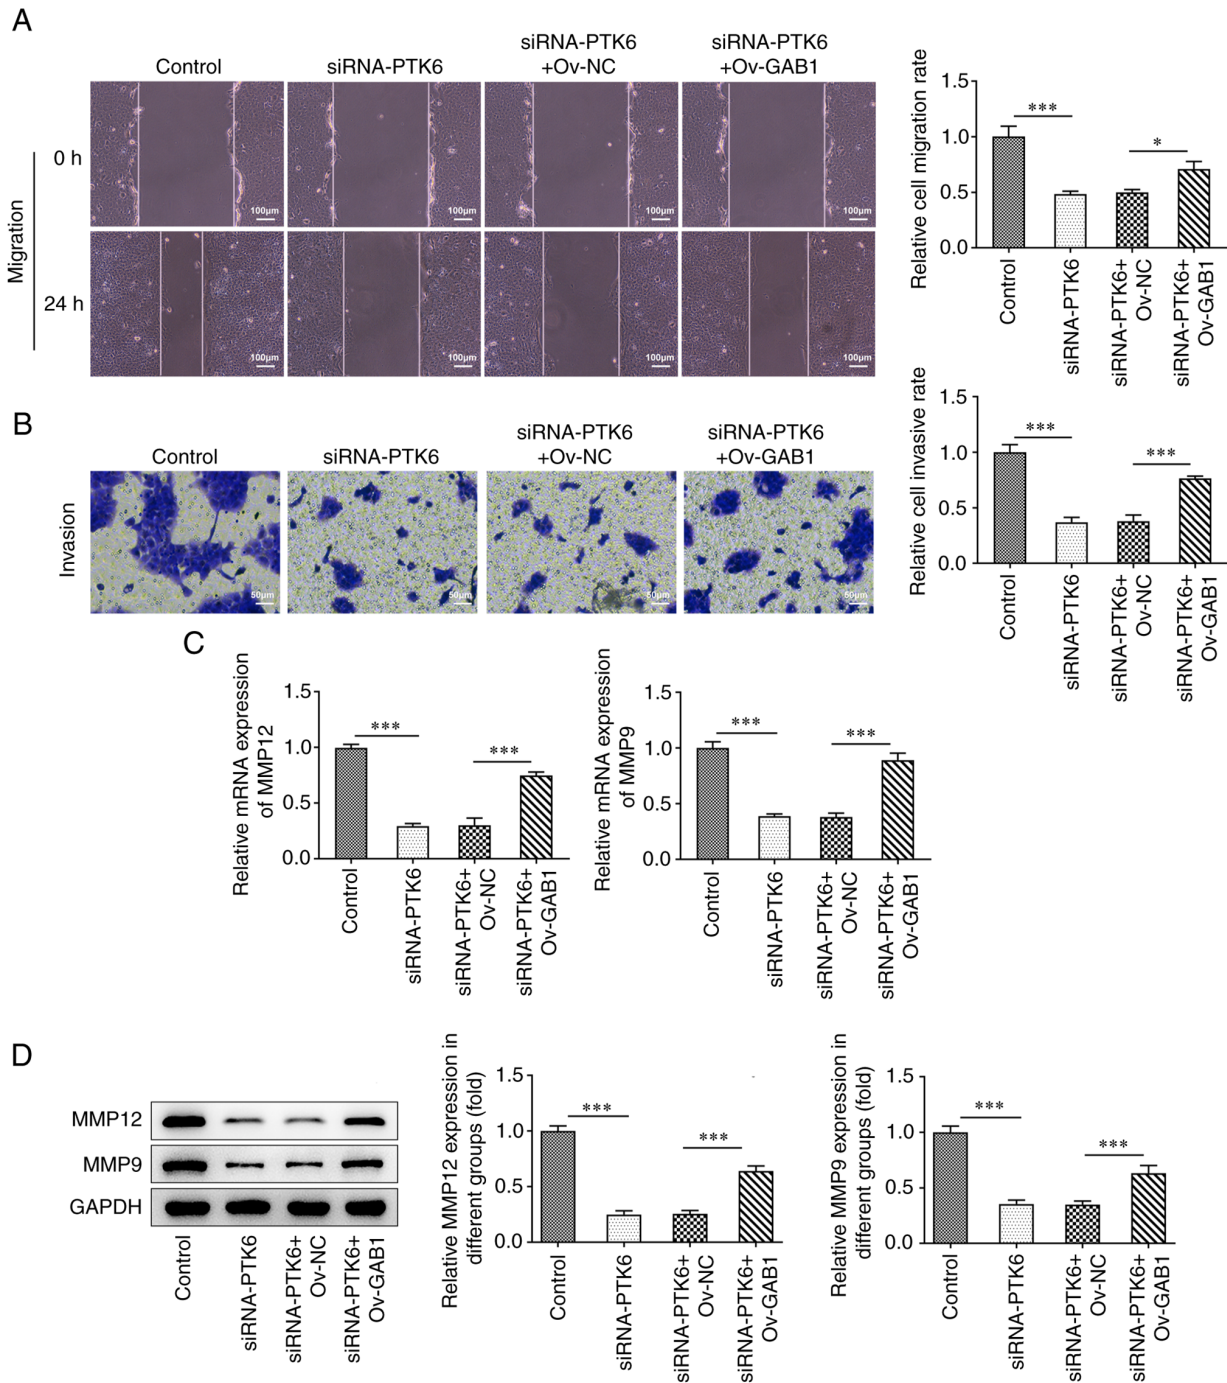 A
Control
siRNA-PTK6
siRNA-PTK6
+Ov-NC
siRNA-PTK6
+Ov-GAB1
Migration
0 h
100μm
100μm
100μm
100μm
24 h
100μm
100μm
100μm
100μm
Relative cell migration rate
1.5
1.0
0.5
0.0
***
*
Control
siRNA-PTK6
siRNA-PTK6+
Ov-NC
siRNA-PTK6+
Ov-GAB1
B
Control
siRNA-PTK6
siRNA-PTK6
+Ov-NC
siRNA-PTK6
+Ov-GAB1
Invasion
50μm
50μm
50μm
50μm
Relative cell invasive rate
1.5
1.0
0.5
0.0
***
***
Control
siRNA-PTK6
siRNA-PTK6+
Ov-NC
siRNA-PTK6+
Ov-GAB1
C
Relative mRNA expression
of MMP12
1.5
1.0
0.5
0.0
***
***
Control
siRNA-PTK6
siRNA-PTK6+
Ov-NC
siRNA-PTK6+
Ov-GAB1
Relative mRNA expression
of MMP9
1.5
1.0
0.5
0.0
***
***
Control
siRNA-PTK6
siRNA-PTK6+
Ov-NC
siRNA-PTK6+
Ov-GAB1
D
MMP12
MMP9
GAPDH
Control
siRNA-PTK6
siRNA-PTK6+
Ov-NC
siRNA-PTK6+
Ov-GAB1
Relative MMP12 expression in
different groups (fold)
1.5
1.0
0.5
0.0
***
***
Control
siRNA-PTK6
siRNA-PTK6+
Ov-NC
siRNA-PTK6+
Ov-GAB1
Relative MMP9 expression in
different groups (fold)
1.5
1.0
0.5
0.0
***
***
Control
siRNA-PTK6
siRNA-PTK6+
Ov-NC
siRNA-PTK6+
Ov-GAB1